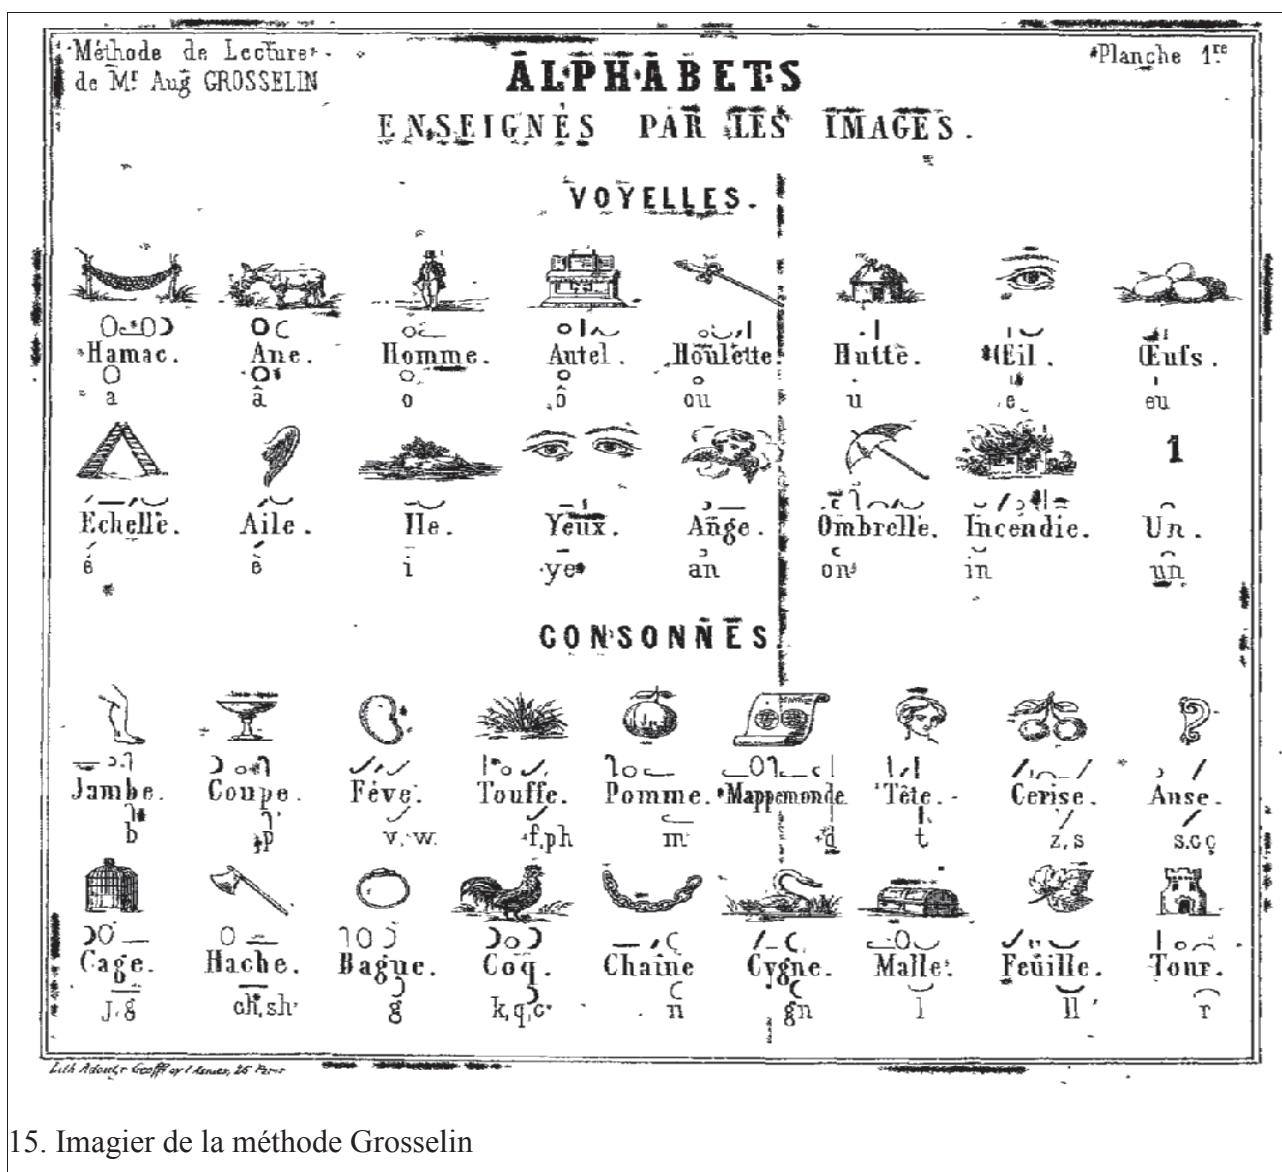 Méthode de Lecture
de Mr Aug GROSSELIN
Planche 1.re
ALPHABETS
ENSEIGNÉS PAR LES IMAGES.
VOYELLES.
Hamac. Ane. Homme. Autel. Houlette. Hutte. Œil. Œufs.
a â o ô ou u e eu
1
Echelle. Aile. Ile. Yeux. Ange. Ombrelle. Incendie. Un.
é è i ye an on in un
CONSONNES
Jambe. Coupe. Fève. Touffe. Pomme. Mappemonde. Tête. Cerise. Anse.
b p v, w. f, ph m d t z, s s.c ç
Cage. Hache. Bague. Coq. Chaîne Cygne. Malle. Feuille. Tour.
j, g ch, sh g k, q, c n gn l ll r
15. Imagier de la méthode Grosselin